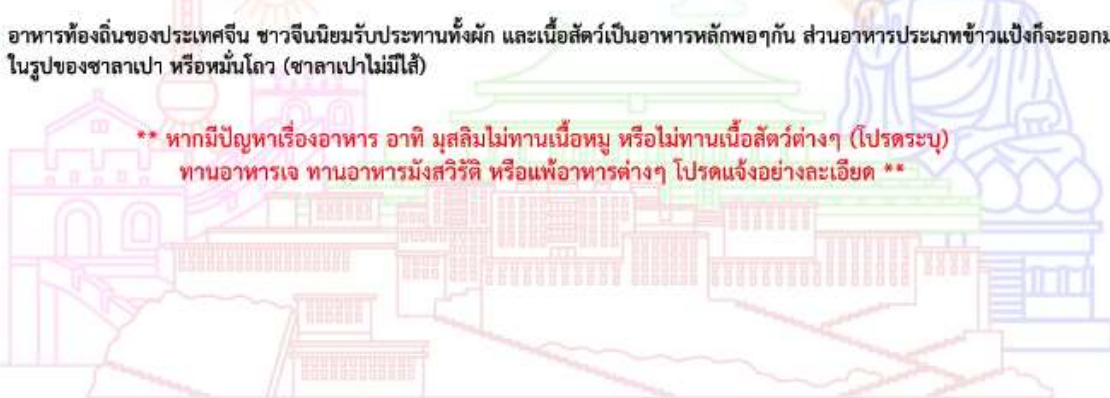 อาหารท้องถิ่นของประเทศจีน ชาวจีนนิยมรับประทานทั้งผัก และเนื้อสัตว์เป็นอาหารหลักพอๆกัน ส่วนอาหารประเภทข้าวแป้งก็จะออกม
ในรูปของซาลาเปา หรือหมั่นโถว (ซาลาเปาไม่มีไส้)
** หากมีปัญหาเรื่องอาหาร อาทิ มุสลิมไม่ทานเนื้อหมู หรือไม่ทานเนื้อสัตว์ต่างๆ (โปรดระบุ)
ทานอาหารเจ ทานอาหารมังสวิรัติ หรือแพ้อาหารต่างๆ โปรดแจ้งอย่างละเอียด **